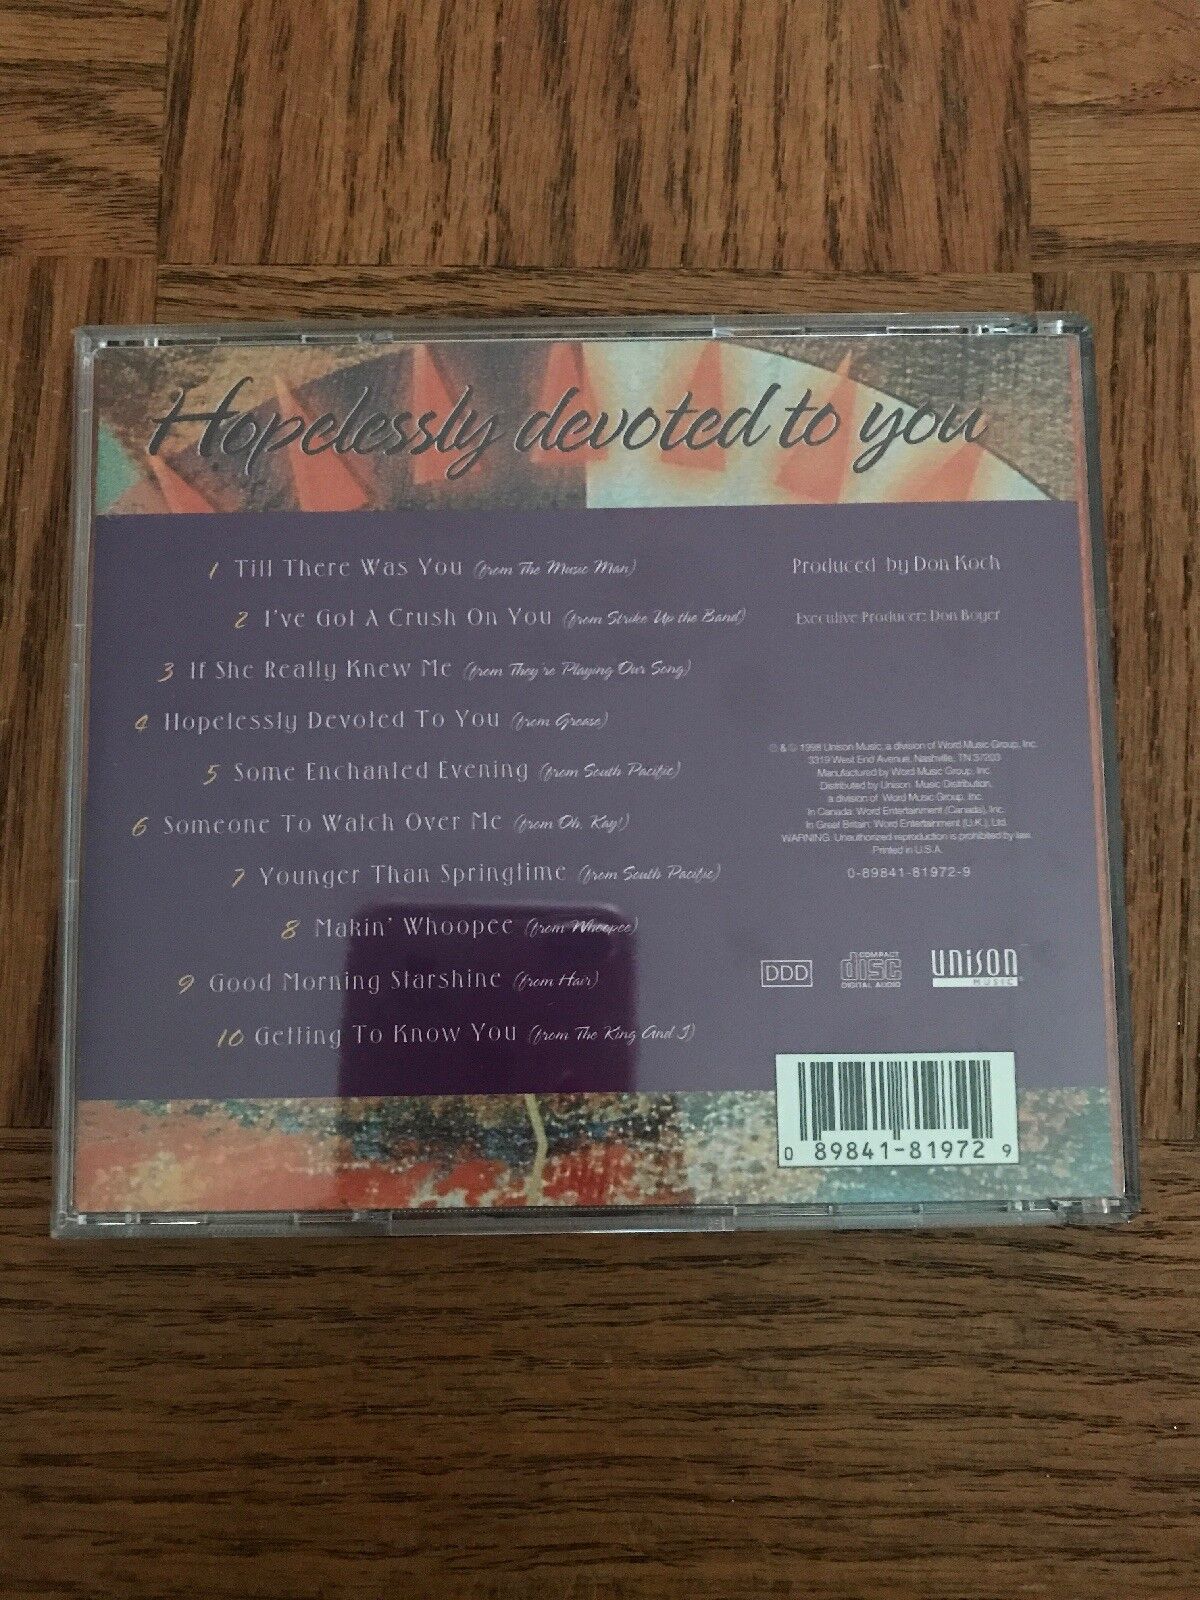 Hopelessly devoted to you
1 Till There Was You (from The Music Man)
2 I've Got A Crush On You (from Strike Up the Band)
3 If She Really Knew Me (from They're Playing Our Song)
4 Hopelessly Devoted To You (from Grease)
5 Some Enchanted Evening (from South Pacific)
6 Someone To Watch Over Me (from Oh, Kay!)
7 Younger Than Springtime (from South Pacific)
8 Makin' Whoopee (from Whoopee)
9 Good Morning Starshine (from Hair)
10 Getting To Know You (from The King And I)
Produced by Don Koch
Executive Producer: Don Boyer
℗ & © 1998 Unison Music, a division of Word Music Group, Inc.
3319 West End Avenue, Nashville, TN 37203
Manufactured by Word Music Group, Inc.
Distributed by Unison Music Distribution,
a division of Word Music Group, Inc.
In Canada: Word Entertainment (Canada), Inc.
In Great Britain: Word Entertainment (U.K.), Ltd.
WARNING: Unauthorized reproduction is prohibited by law.
Printed in U.S.A.
0-89841-81972-9
DDD
COMPACT
disc
DIGITAL AUDIO
unison
MUSIC
0 89841-81972 9